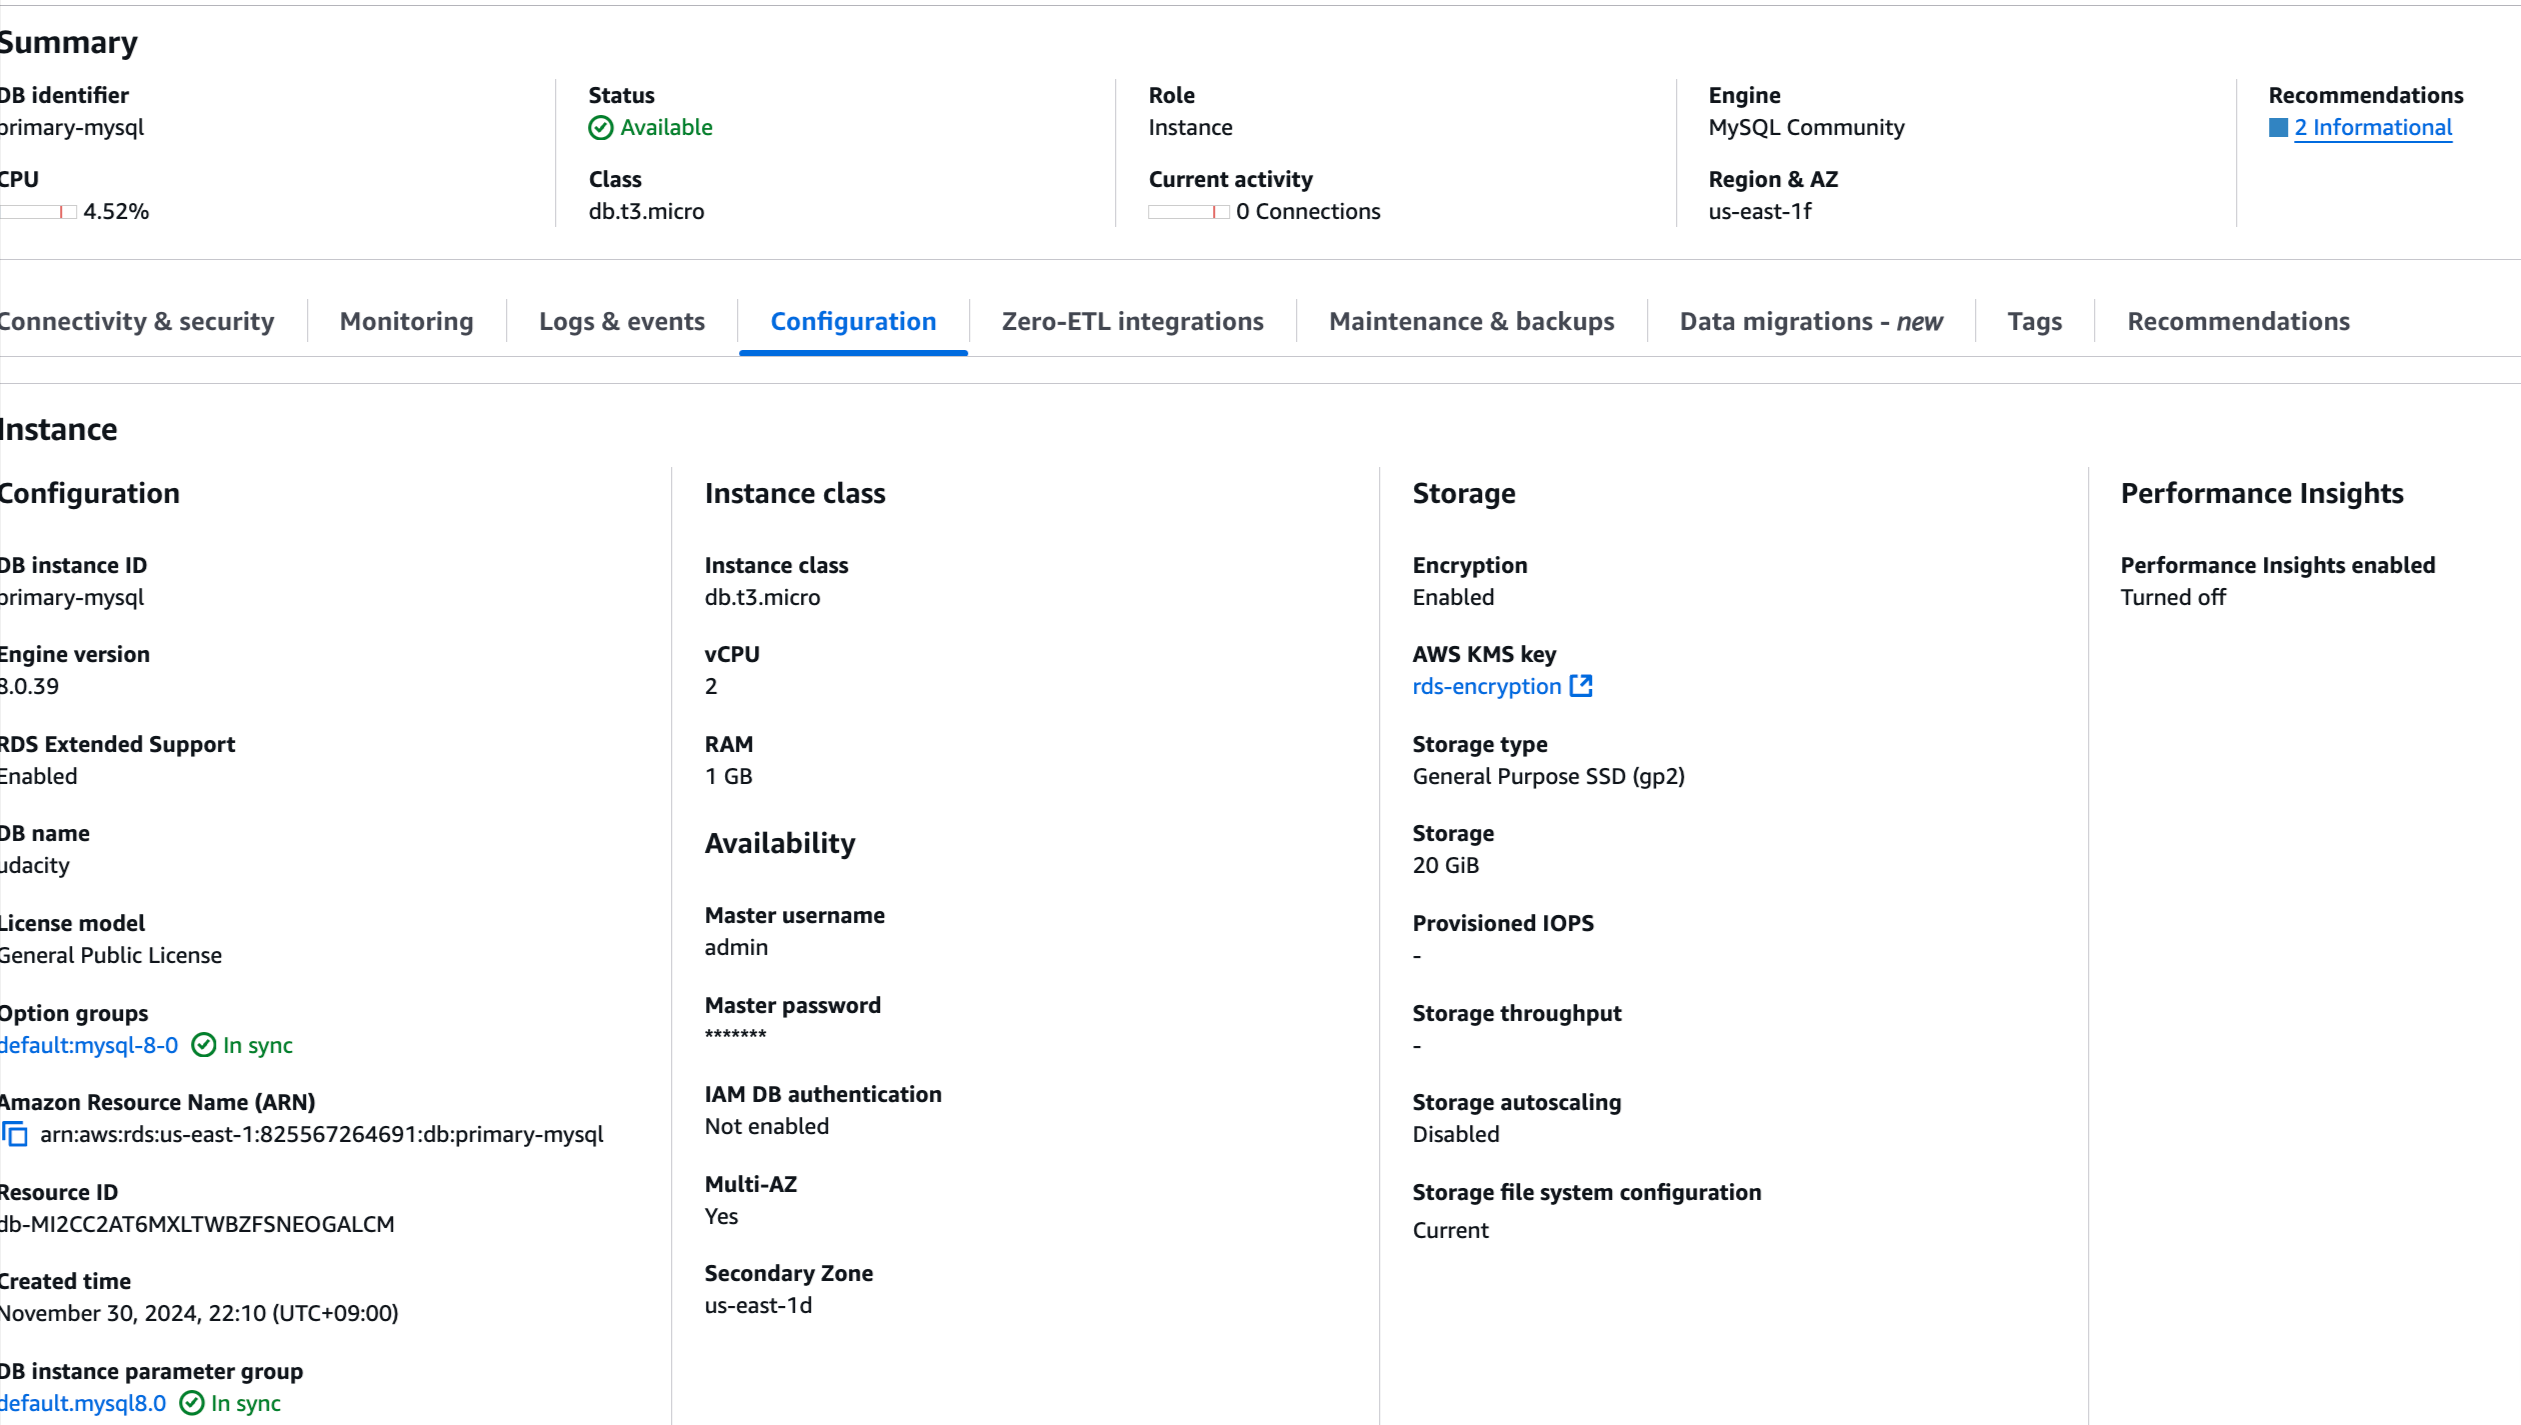 Summary
DB identifier
primary-mysql
CPU
4.52%
Status
Available
Class
db.t3.micro
Role
Instance
Current activity
0 Connections
Engine
MySQL Community
Region & AZ
us-east-1f
Recommendations
2 Informational
Connectivity & security
Monitoring
Logs & events
Configuration
Zero-ETL integrations
Maintenance & backups
Data migrations - new
Tags
Recommendations
Instance
Configuration
DB instance ID
primary-mysql
Engine version
8.0.39
RDS Extended Support
Enabled
DB name
udacity
License model
General Public License
Option groups
default:mysql-8-0 In sync
Amazon Resource Name (ARN)
arn:aws:rds:us-east-1:825567264691:db:primary-mysql
Resource ID
db-MI2CC2AT6MXLTWBZFSNEOGALCM
Created time
November 30, 2024, 22:10 (UTC+09:00)
DB instance parameter group
default.mysql8.0 In sync
Instance class
Instance class
db.t3.micro
vCPU
2
RAM
1 GB
Availability
Master username
admin
Master password
*******
IAM DB authentication
Not enabled
Multi-AZ
Yes
Secondary Zone
us-east-1d
Storage
Encryption
Enabled
AWS KMS key
rds-encryption
Storage type
General Purpose SSD (gp2)
Storage
20 GiB
Provisioned IOPS
-
Storage throughput
-
Storage autoscaling
Disabled
Storage file system configuration
Current
Performance Insights
Performance Insights enabled
Turned off